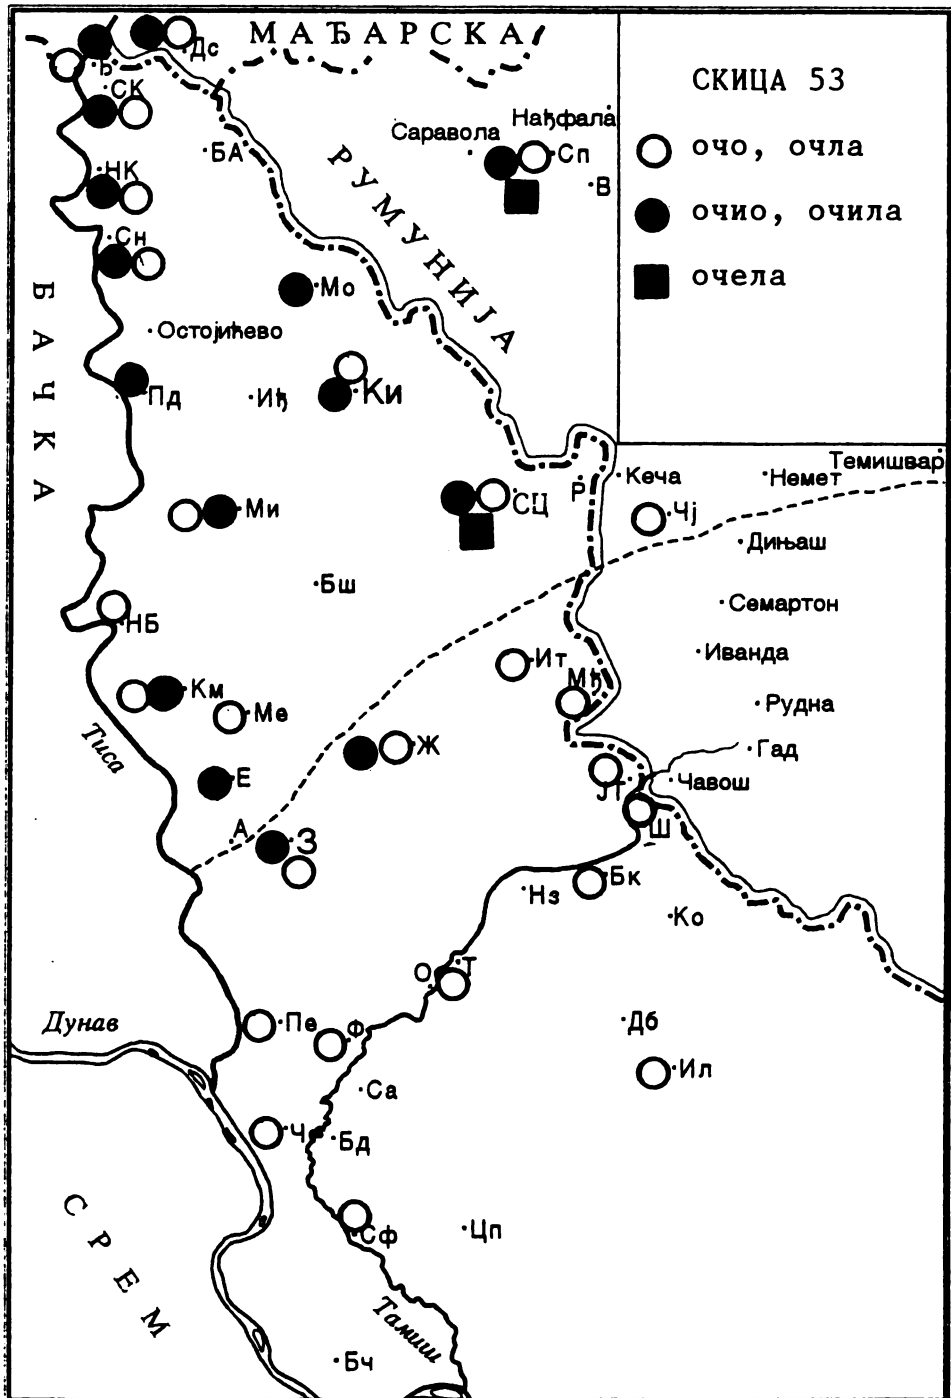 МАЂАРСКА
СКИЦА 53
очо, очла
очио, очила
очела
Дс
Б
СК
БА
РУМУНИЈА
Саравола
Нађфала
Сп
В
НК
Сн
БАЧКА
Мо
Остојићево
Ки
Пд
Иђ
Темишвар
Кеча
Немет
Р
СЦ
Чј
Ми
Дињаш
Бш
Семартон
НБ
Иванда
Ит
Мђ
Км
Ме
Рудна
Тиса
Ж
Гад
Е
ЈТ
Чавош
Ш
А
З
Бк
Нз
Ко
О
Т
Дунав
Пе
Ф
Дб
Ил
Са
Ч
Бд
СРЕМ
Сф
Цп
Тамиш
Бч